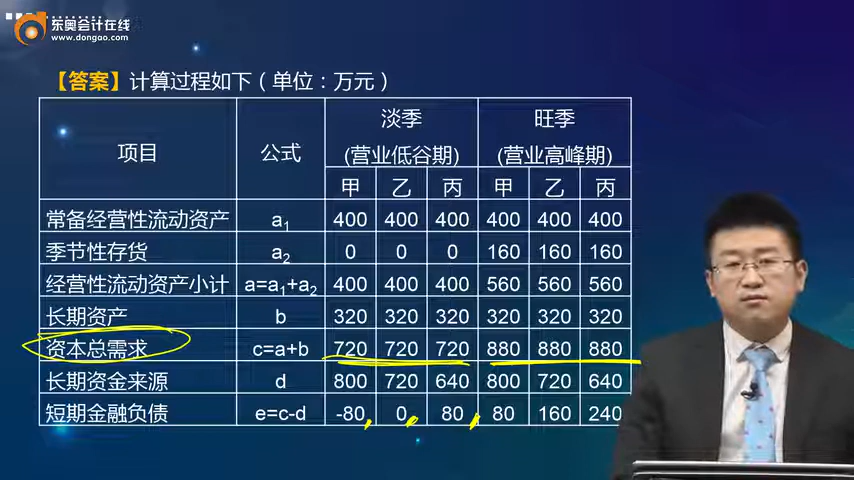 东奥会计在线
www.dongao.com
【答案】计算过程如下(单位：万元)
项目 公式 淡季 旺季
(营业低谷期) (营业高峰期)
甲 乙 丙 甲 乙 丙
常备经营性流动资产 a1 400 400 400 400 400 400
季节性存货 a2 0 0 0 160 160 160
经营性流动资产小计 a=a1+a2 400 400 400 560 560 560
长期资产 b 320 320 320 320 320 320
资本总需求 c=a+b 720 720 720 880 880 880
长期资金来源 d 800 720 640 800 720 640
短期金融负债 e=c-d -80 0 80 80 160 240